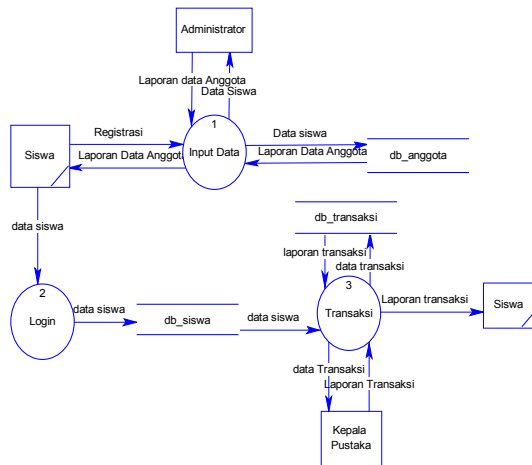 Administrator
Laporan data Anggota
Data Siswa
1
Input Data
Registrasi
Laporan Data Anggota
Siswa
Data siswa
Laporan Data Anggota
db_anggota
data siswa
db_transaksi
laporan transaksi
data transaksi
2
Login
data siswa
db_siswa
data siswa
3
Transaksi
Laporan transaksi
Siswa
data Transaksi
Laporan Transaksi
Kepala
Pustaka